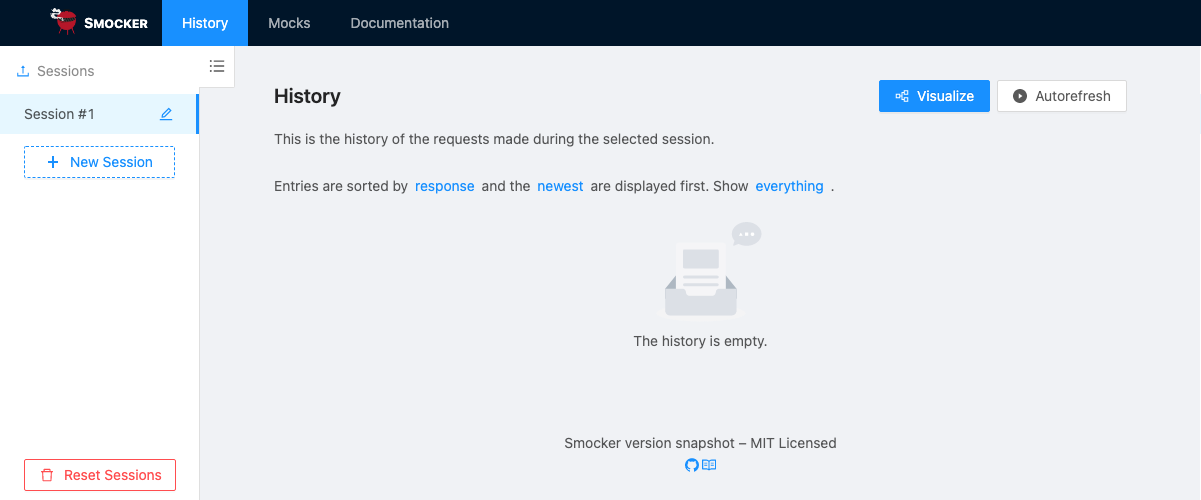 SMOCKER History Mocks Documentation
Sessions
Session #1
New Session
Reset Sessions
History
Visualize Autorefresh
This is the history of the requests made during the selected session.
Entries are sorted by response and the newest are displayed first. Show everything .
The history is empty.
Smocker version snapshot – MIT Licensed